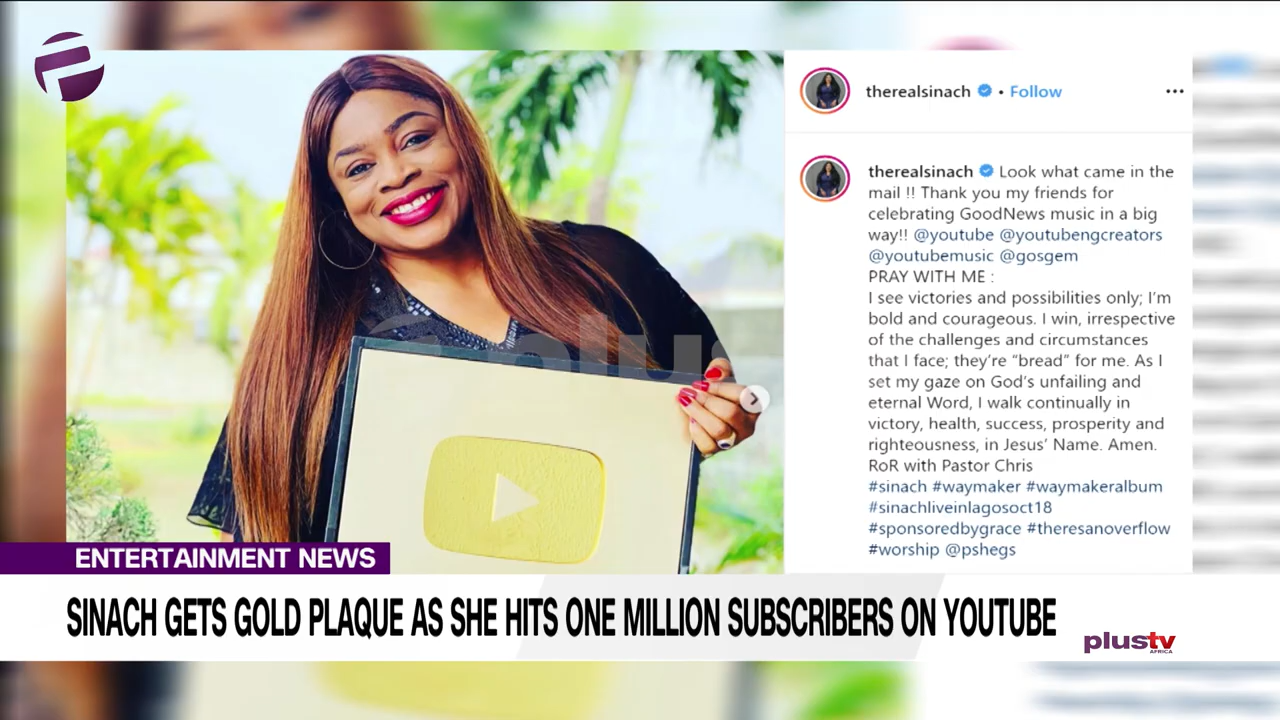 therealsinach • Follow
therealsinach Look what came in the
mail !! Thank you my friends for
celebrating GoodNews music in a big
way!! @youtube @youtubengcreators
@youtubemusic @gosgem
PRAY WITH ME :
I see victories and possibilities only; I'm
bold and courageous. I win, irrespective
of the challenges and circumstances
that I face; they're “bread” for me. As I
set my gaze on God's unfailing and
eternal Word, I walk continually in
victory, health, success, prosperity and
righteousness, in Jesus' Name. Amen.
RoR with Pastor Chris
#sinach #waymaker #waymakeralbum
#sinachliveinlagosoct18
#sponsoredbygrace #theresanoverflow
#worship @pshegs
plus
ENTERTAINMENT NEWS
SINACH GETS GOLD PLAQUE AS SHE HITS ONE MILLION SUBSCRIBERS ON YOUTUBE
plustv
AFRICA